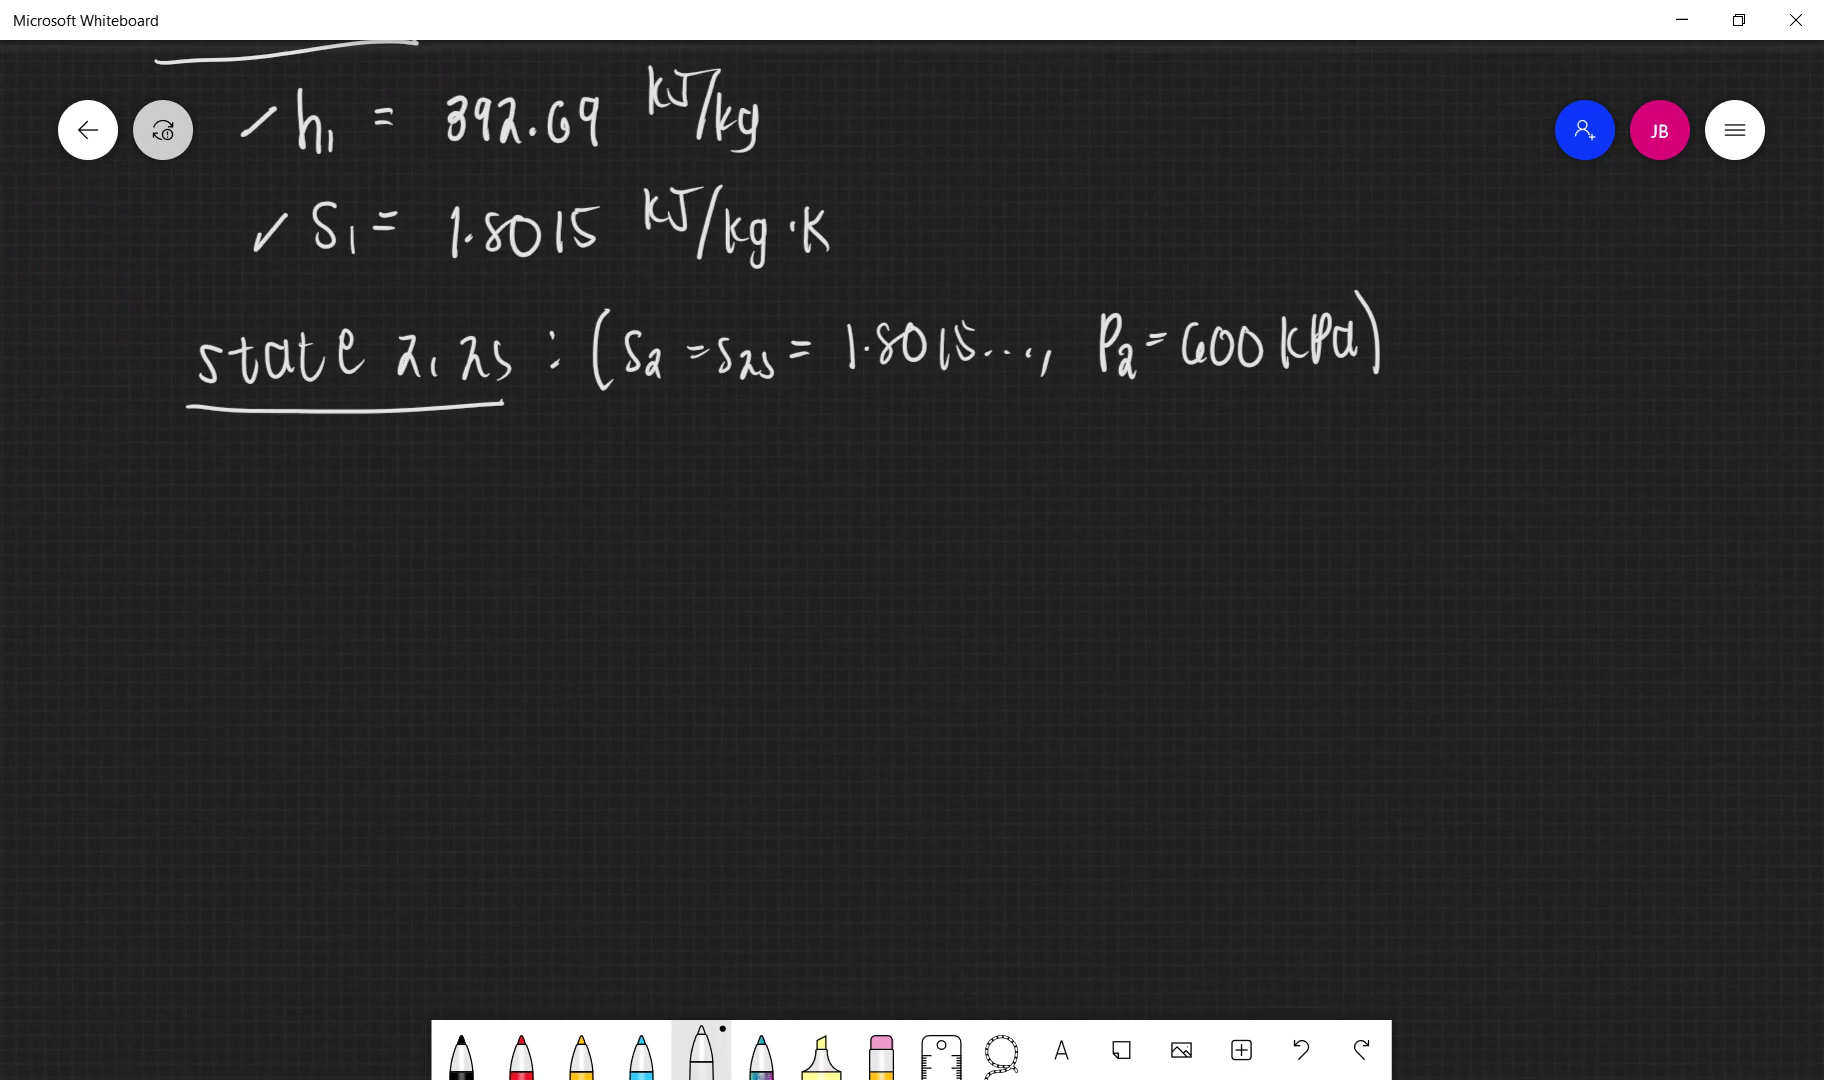 Microsoft Whiteboard
✓ h₁ = 392.69 kJ/kg
JB
✓ S₁ = 1.8015 kJ/kg·K
state 2, 2s : (S₂ = S₂ₛ = 1.8015..., P₂ = 600 kPa)
A